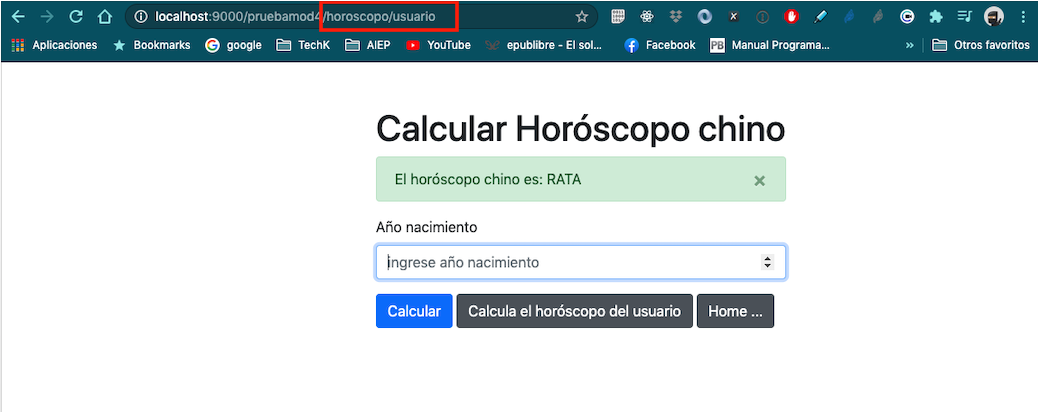 localhost:9000/pruebamod4/horoscopo/usuario
Aplicaciones Bookmarks google TechK AIEP YouTube epublibre - El sol... Facebook PB Manual Programa... » Otros favoritos
Calcular Horóscopo chino
El horóscopo chino es: RATA ×
Año nacimiento
ingrese año nacimiento
Calcular Calcula el horóscopo del usuario Home ...